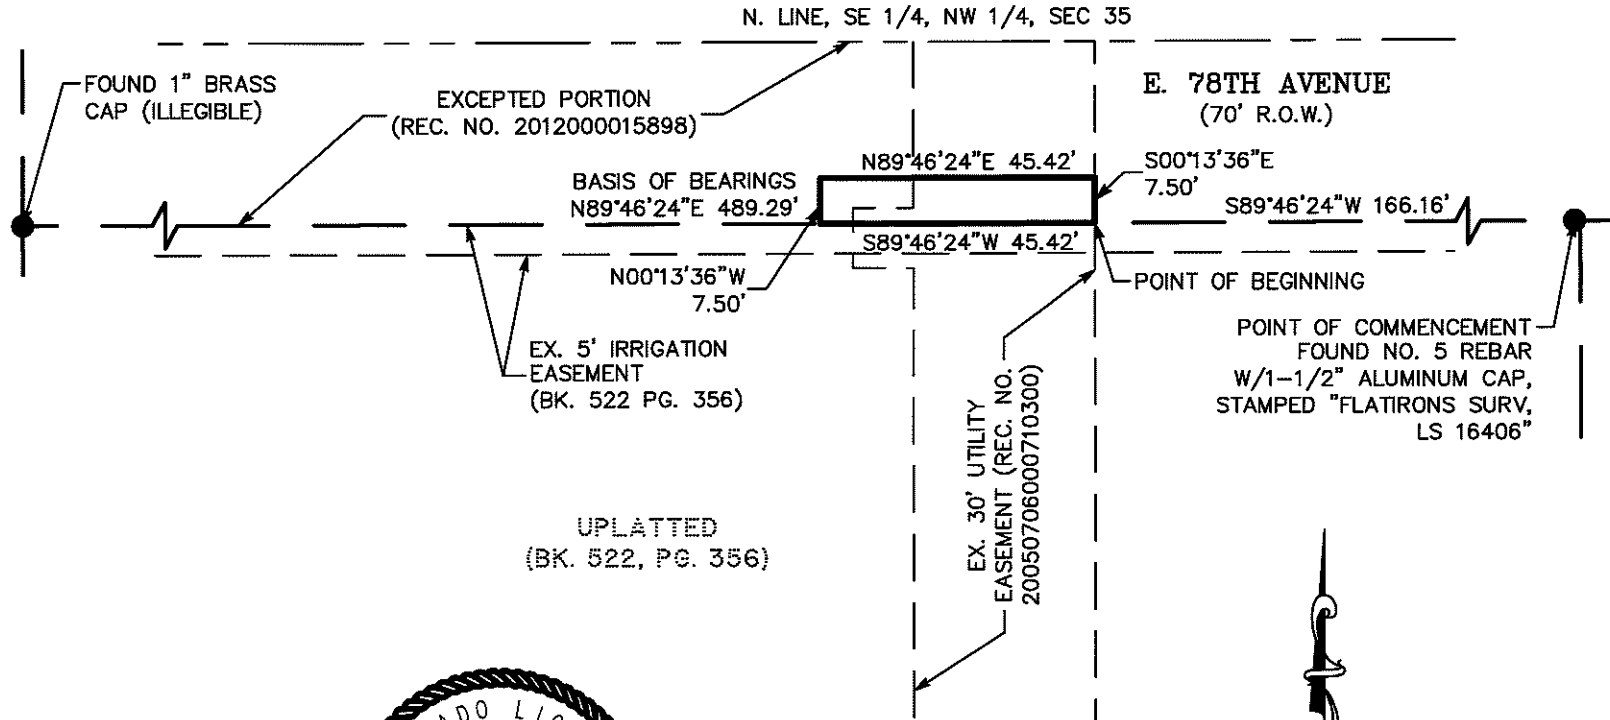 N. LINE, SE 1/4, NW 1/4, SEC 35
FOUND 1" BRASS
CAP (ILLEGIBLE)
EXCEPTED PORTION
(REC. NO. 2012000015898)
E. 78TH AVENUE
(70' R.O.W.)
N89°46'24"E 45.42'
S00°13'36"E
7.50'
BASIS OF BEARINGS
N89°46'24"E 489.29'
S89°46'24"W 166.16'
S89°46'24"W 45.42'
N00°13'36"W
7.50'
POINT OF BEGINNING
POINT OF COMMENCEMENT
FOUND NO. 5 REBAR
W/1-1/2" ALUMINUM CAP,
STAMPED "FLATIRONS SURV,
LS 16406"
EX. 5' IRRIGATION
EASEMENT
(BK. 522 PG. 356)
EX. 30' UTILITY
EASEMENT (REC. NO.
20050706000710300)
UPLATTED
(BK. 522, PG. 356)